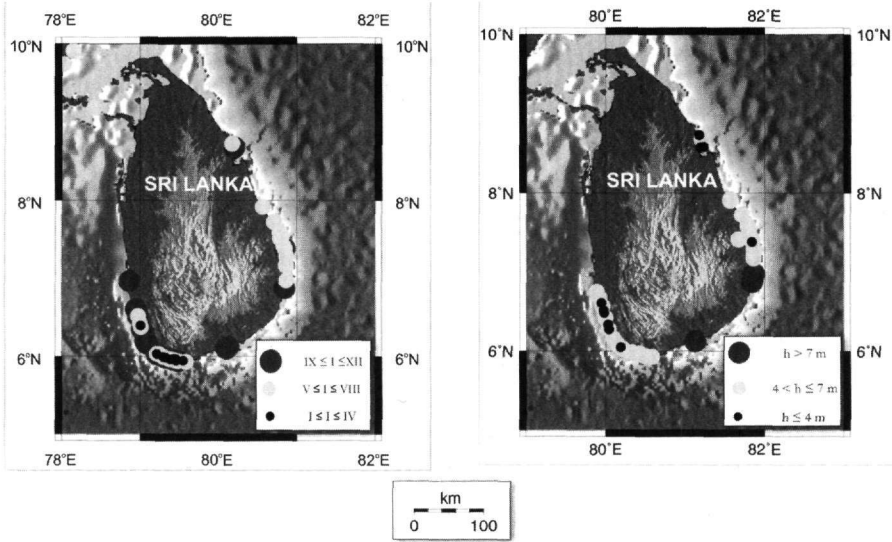 78°E 80°E 82°E
10°N 10°N
SRI LANKA
8°N 8°N
6°N 6°N
IX ≤ I ≤XII
V ≤ I ≤ VIII
I ≤ I ≤ IV
78°E 80°E 82°E
80°E 82°E
10°N 10°N
SRI LANKA
8°N 8°N
6°N 6°N
h > 7 m
4 < h ≤ 7 m
h ≤ 4 m
80°E 82°E
km
0 100